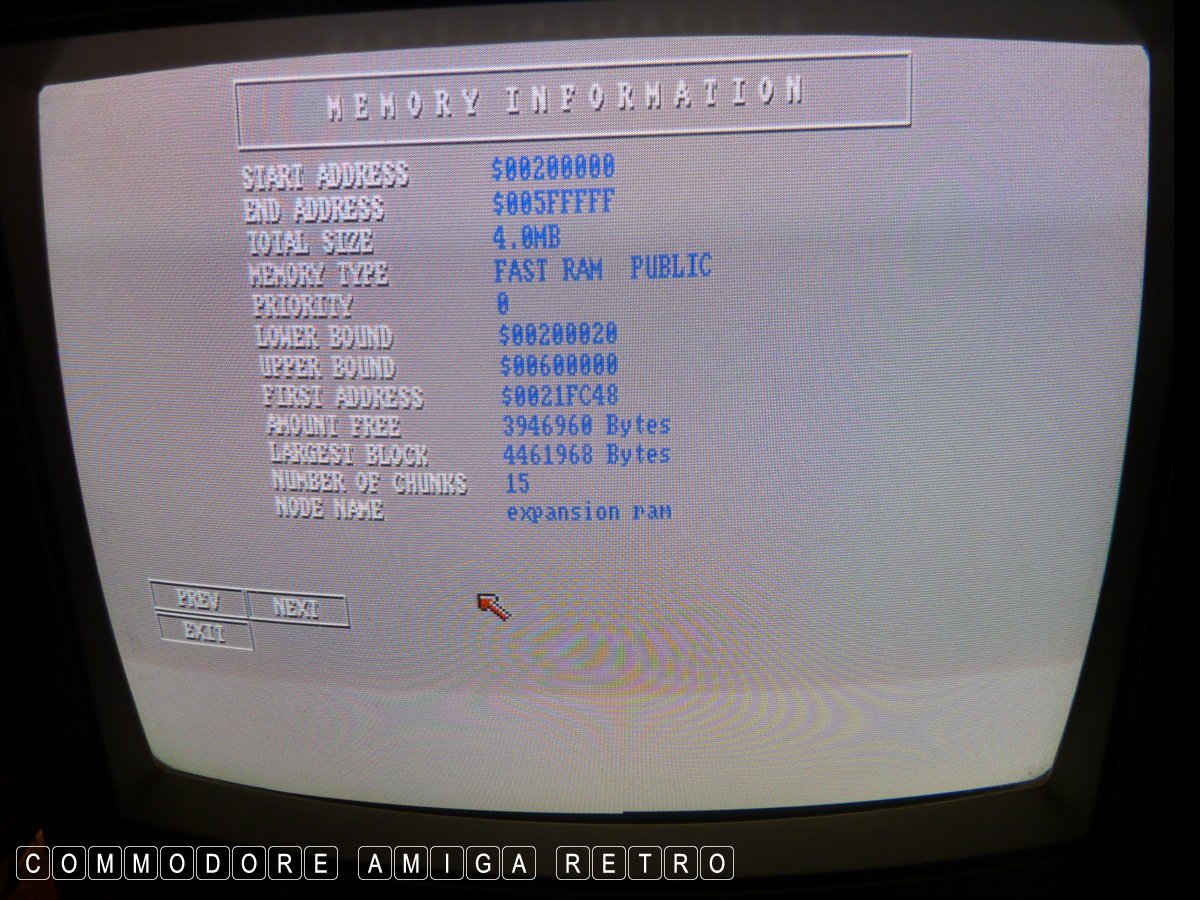 MEMORY INFORMATION
START ADDRESS $00200000
END ADDRESS $005FFFFF
TOTAL SIZE 4.0MB
MEMORY TYPE FAST RAM PUBLIC
PRIORITY 0
LOWER BOUND $00200020
UPPER BOUND $00600000
FIRST ADDRESS $0021FC48
AMOUNT FREE 3946960 Bytes
LARGEST BLOCK 4461968 Bytes
NUMBER OF CHUNKS 15
NODE NAME expansion ram
PREV NEXT
EXIT
COMMODORE AMIGA RETRO